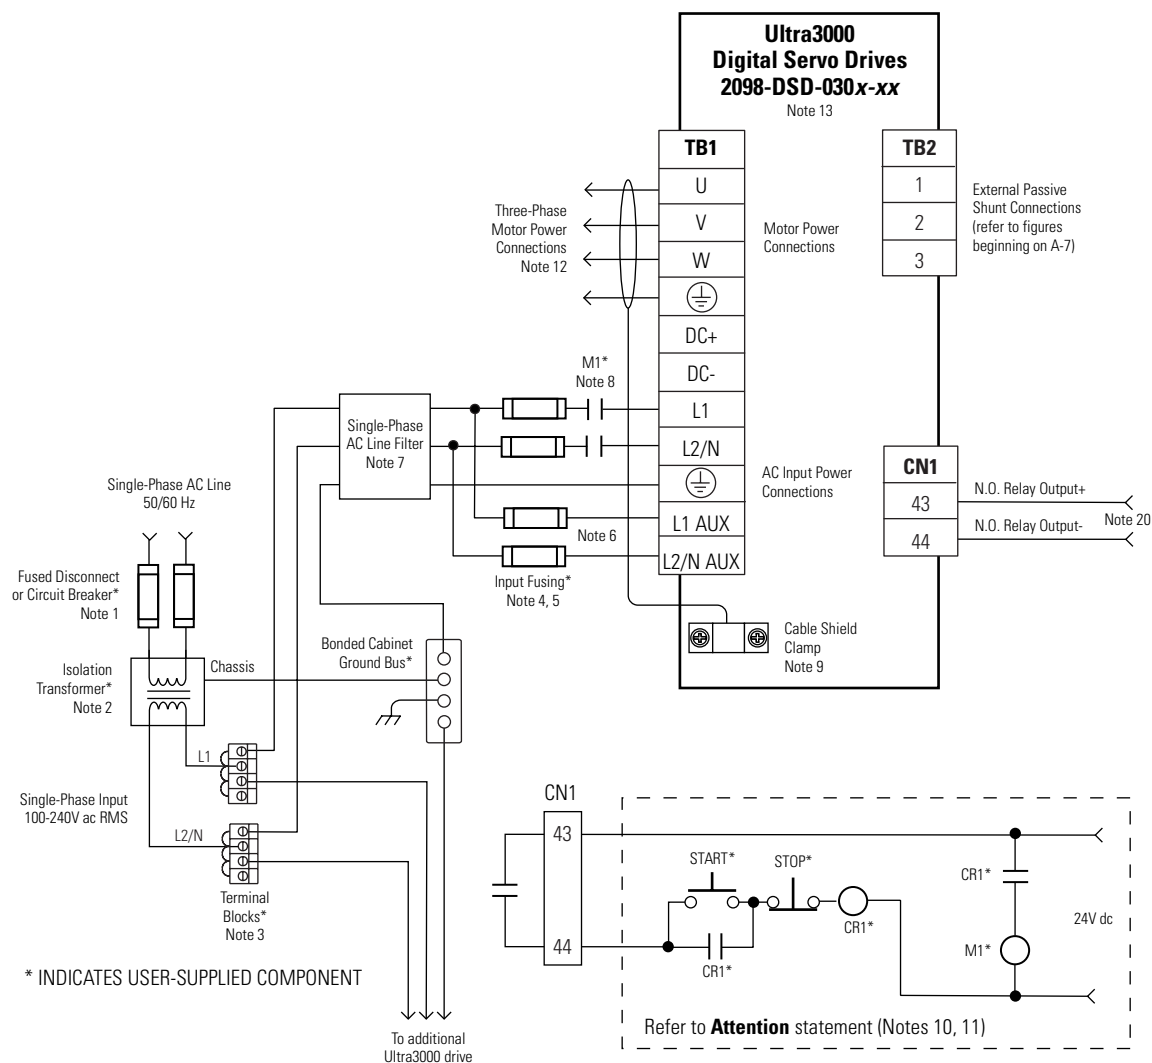 Ultra3000
Digital Servo Drives
2098-DSD-030x-xx
Note 13
TB1
U
V
W
DC+
DC-
L1
L2/N
L1 AUX
L2/N AUX
TB2
1
2
3
External Passive
Shunt Connections
(refer to figures
beginning on A-7)
Three-Phase
Motor Power
Connections
Note 12
Motor Power
Connections
M1*
Note 8
Single-Phase
AC Line Filter
Note 7
AC Input Power
Connections
CN1
43
44
N.O. Relay Output+
N.O. Relay Output-
Note 20
Single-Phase AC Line
50/60 Hz
Note 6
Input Fusing*
Note 4, 5
Fused Disconnect
or Circuit Breaker*
Note 1
Cable Shield
Clamp
Note 9
Bonded Cabinet
Ground Bus*
Chassis
Isolation
Transformer*
Note 2
L1
Single-Phase Input
100-240V ac RMS
L2/N
Terminal
Blocks*
Note 3
* INDICATES USER-SUPPLIED COMPONENT
To additional
Ultra3000 drive
CN1
43
44
START*
STOP*
CR1*
CR1*
CR1*
M1*
24V dc
Refer to Attention statement (Notes 10, 11)